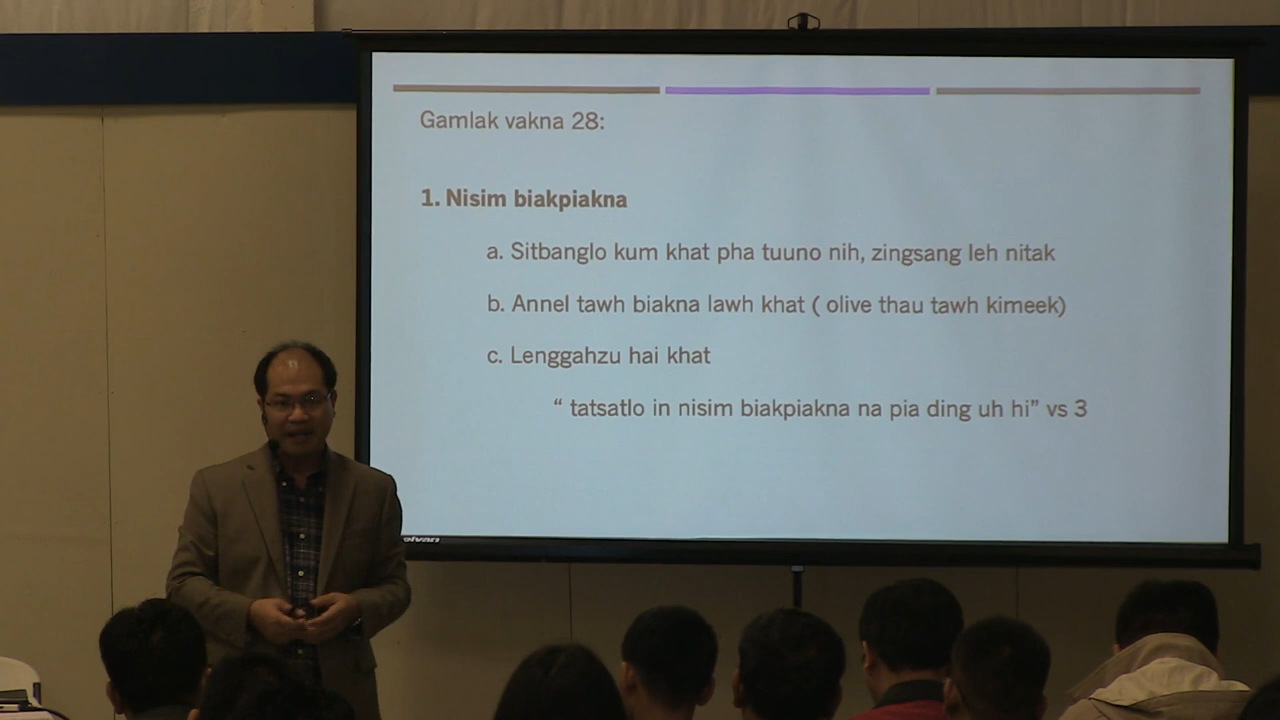 Gamlak vakna 28:
1. Nisim biakpiakna
a. Sitbanglo kum khat pha tuuno nih, zingsang leh nitak
b. Annel tawh biakna lawh khat ( olive thau tawh kimeek)
c. Lenggahzu hai khat
“ tatsatlo in nisim biakpiakna na pia ding uh hi” vs 3